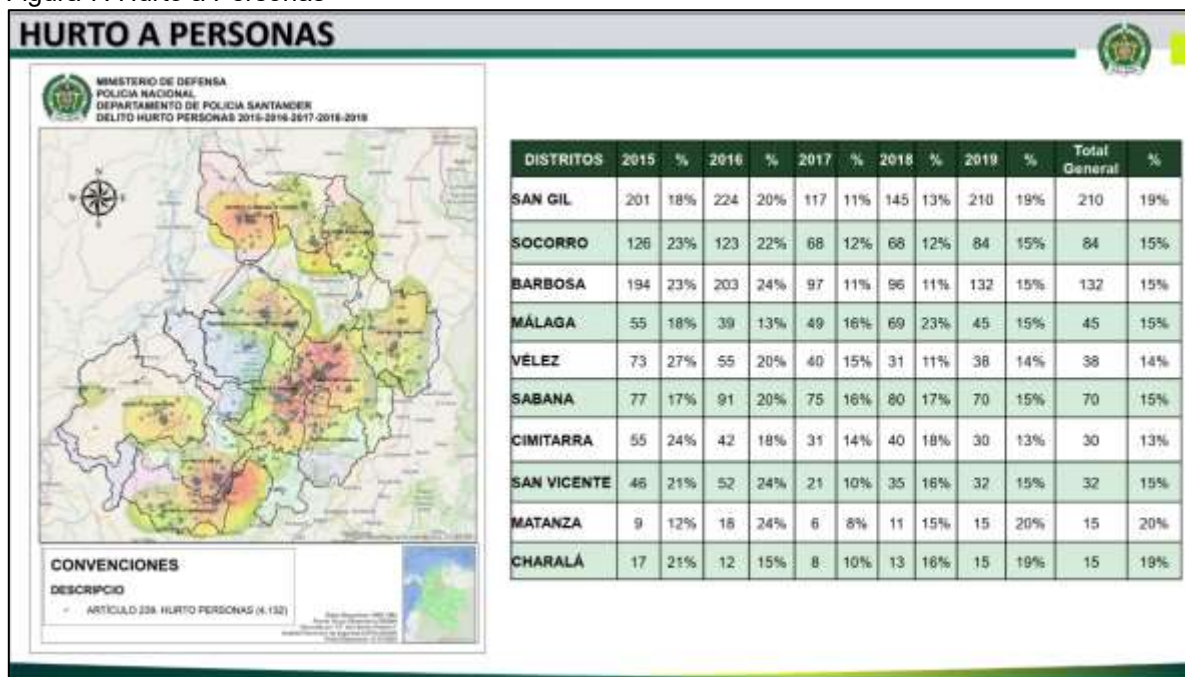 HURTO A PERSONAS
MINISTERIO DE DEFENSA
POLICIA NACIONAL
DEPARTAMENTO DE POLICIA SANTANDER
DELITO HURTO PERSONAS 2015-2016-2017-2018-2019
CONVENCIONES
DESCRIPCIO
ARTÍCULO 239. HURTO PERSONAS (4.132)
DISTRITOS 2015 % 2016 % 2017 % 2018 % 2019 % Total General %
SAN GIL 201 18% 224 20% 117 11% 145 13% 210 19% 210 19%
SOCORRO 126 23% 123 22% 68 12% 68 12% 84 15% 84 15%
BARBOSA 194 23% 203 24% 97 11% 96 11% 132 15% 132 15%
MÁLAGA 55 18% 39 13% 49 16% 69 23% 45 15% 45 15%
VÉLEZ 73 27% 55 20% 40 15% 31 11% 38 14% 38 14%
SABANA 77 17% 91 20% 75 16% 80 17% 70 15% 70 15%
CIMITARRA 55 24% 42 18% 31 14% 40 18% 30 13% 30 13%
SAN VICENTE 46 21% 52 24% 21 10% 35 16% 32 15% 32 15%
MATANZA 9 12% 18 24% 6 8% 11 15% 15 20% 15 20%
CHARALÁ 17 21% 12 15% 8 10% 13 16% 15 19% 15 19%